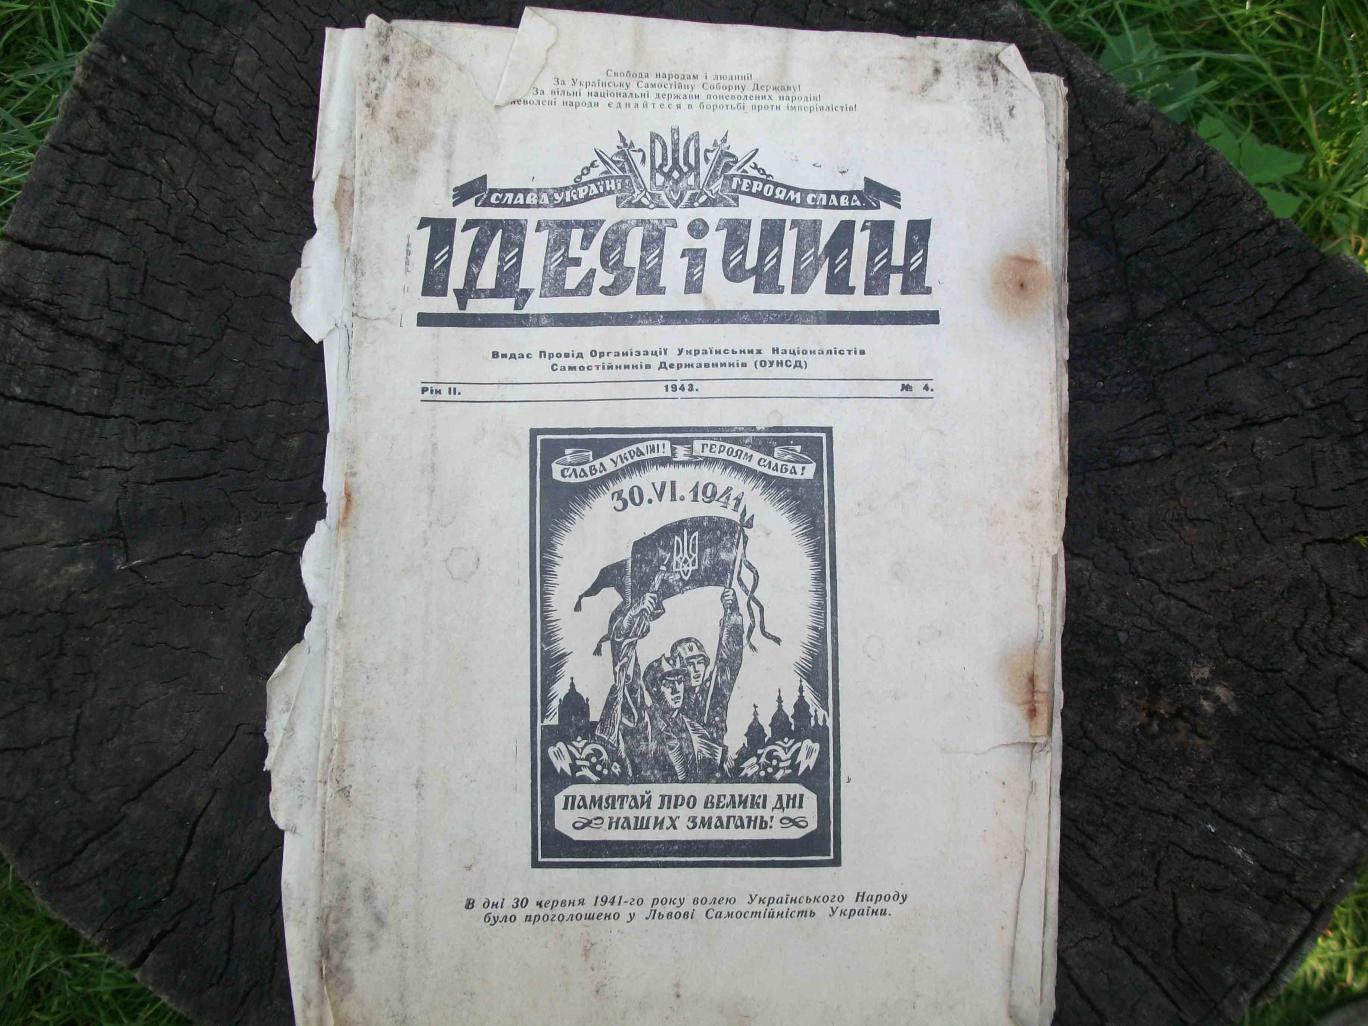 Свобода народам і людині!
За Українську Самостійну Соборну Державу!
За вільні національні держави поневолених народів!
народи єднайтеся в боротьбі проти імперіялістів!
СЛАВА УКРАЇНІ! ГЕРОЯМ СЛАВА.
ІДЕЯ і ЧИН
Видає Провід Організації Українських Націоналістів
Самостійників Державників (ОУНСД)
Рік II. 1943. № 4.
СЛАВА УКРАЇНІ! ГЕРОЯМ СЛАВА!
30.VI.1941
ПАМЯТАЙ ПРО ВЕЛИКІ ДНІ
НАШИХ ЗМАГАНЬ!
В дні 30 червня 1941-го року волею Українського Народу
було проголошено у Львові Самостійність України.